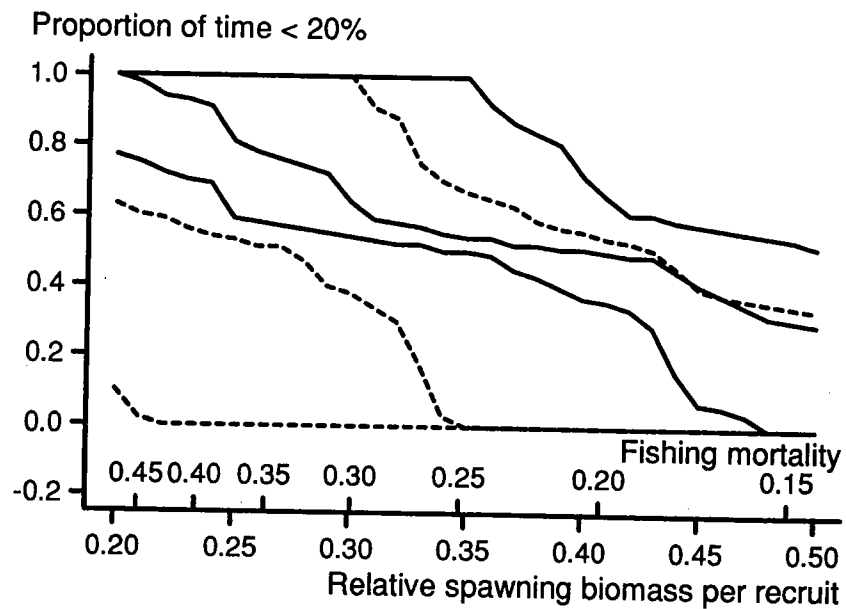 Proportion of time < 20%
1.0
0.8
0.6
0.4
0.2
0.0
-0.2
Fishing mortality
0.45 0.40 0.35 0.30 0.25 0.20 0.15
0.20 0.25 0.30 0.35 0.40 0.45 0.50
Relative spawning biomass per recruit